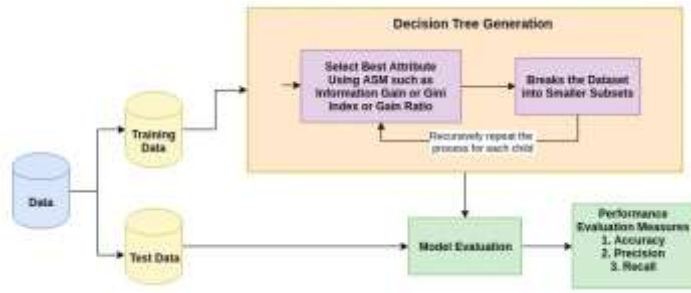 Decision Tree Generation
Select Best Attribute
Using ASM such as
Information Gain or Gini
Index or Gain Ratio
Breaks the Dataset
into Smaller Subsets
Recursively repeat the
process for each child
Training
Data
Data
Test Data
Model Evaluation
Performance
Evaluation Measures
1. Accuracy
2. Precision
3. Recall